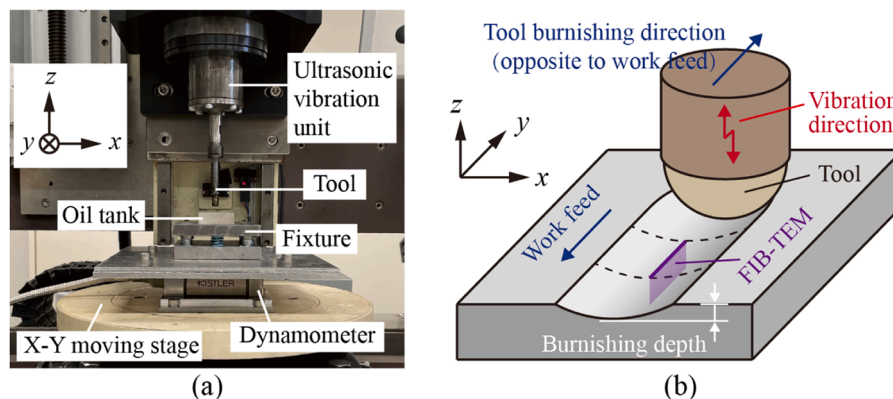 z
y
x
Ultrasonic
vibration
unit
Tool
Oil tank
Fixture
KISTLER
Dynamometer
X-Y moving stage
(a)
Tool burnishing direction
(opposite to work feed)
z
y
x
Vibration
direction
Tool
Work feed
FIB-TEM
Burnishing depth
(b)